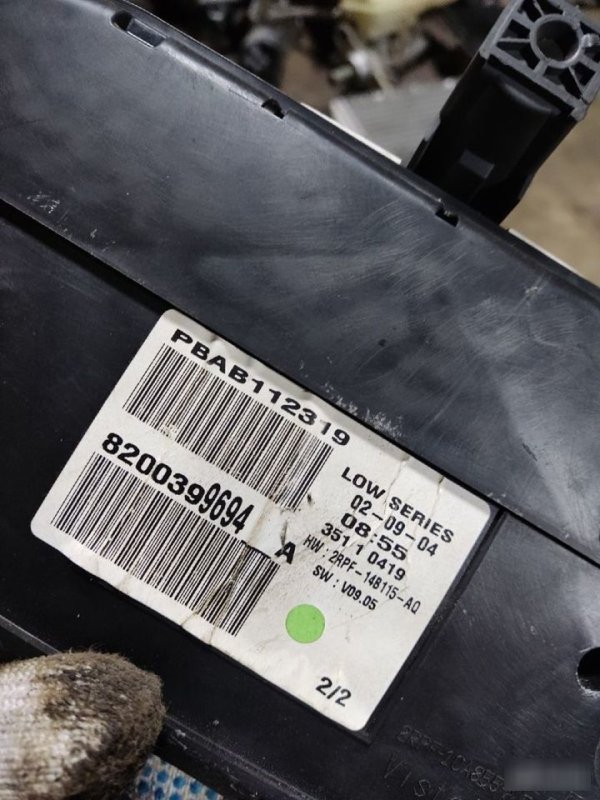 PBAB112319
8200399694 A
LOW SERIES
02-09-04
08:55
3511 0419
HW: 2RPF-14B115-AQ
SW: V09.05
2/2